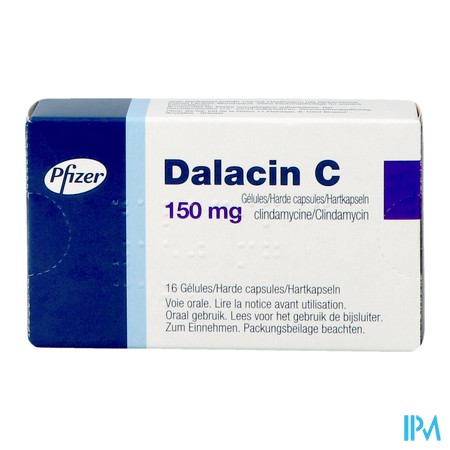 Pfizer
Dalacin C
Gélules/Harde capsules/Hartkapseln
150 mg clindamycine/Clindamycin
16 Gélules/Harde capsules/Hartkapseln
Voie orale. Lire la notice avant utilisation.
Oraal gebruik. Lees voor het gebruik de bijsluiter.
Zum Einnehmen. Packungsbeilage beachten.
IPM